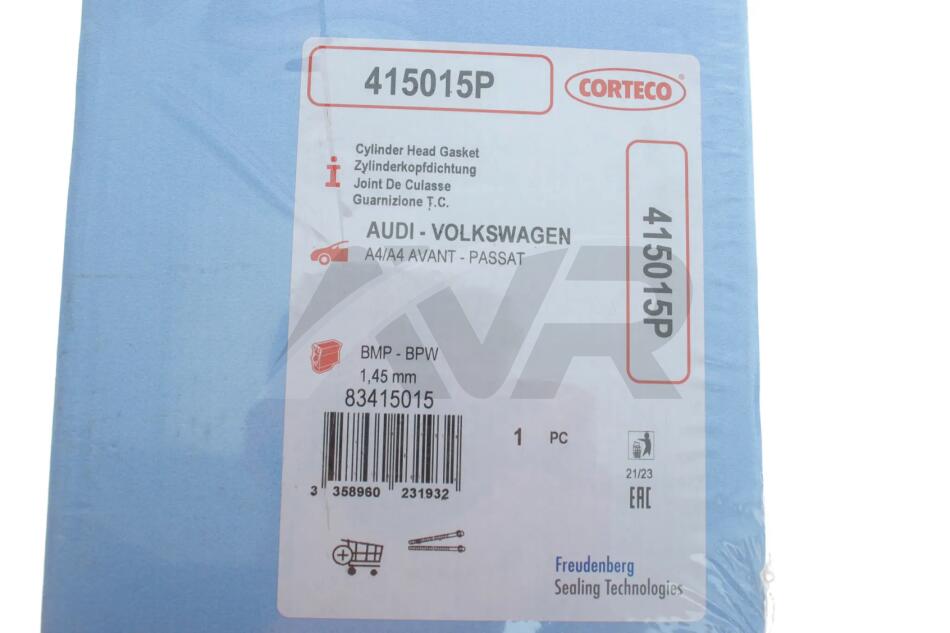 415015P
CORTECO
Cylinder Head Gasket
Zylinderkopfdichtung
Joint De Culasse
Guarnizione T.C.
AUDI - VOLKSWAGEN
A4/A4 AVANT - PASSAT
415015P
AVR
BMP - BPW
1,45 mm
83415015
3 358960 231932
1 PC
21/23
EAC
Freudenberg
Sealing Technologies